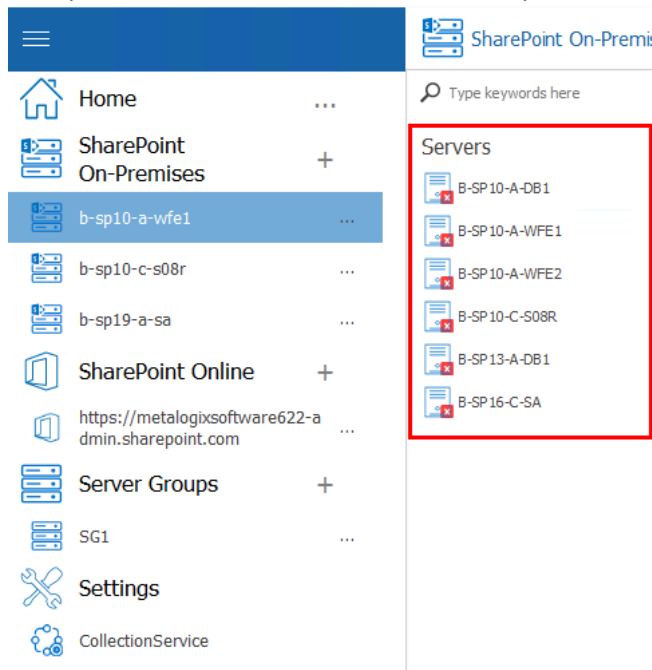 SharePoint On-Premis
Home
...
Type keywords here
SharePoint
On-Premises
+
Servers
B-SP10-A-DB1
b-sp10-a-wfe1
...
B-SP10-A-WFE1
b-sp10-c-s08r
...
B-SP10-A-WFE2
b-sp19-a-sa
...
B-SP10-C-S08R
SharePoint Online
+
B-SP13-A-DB1
https://metalogixsoftware622-a
dmin.sharepoint.com
...
B-SP16-C-SA
Server Groups
+
SG1
...
Settings
CollectionService